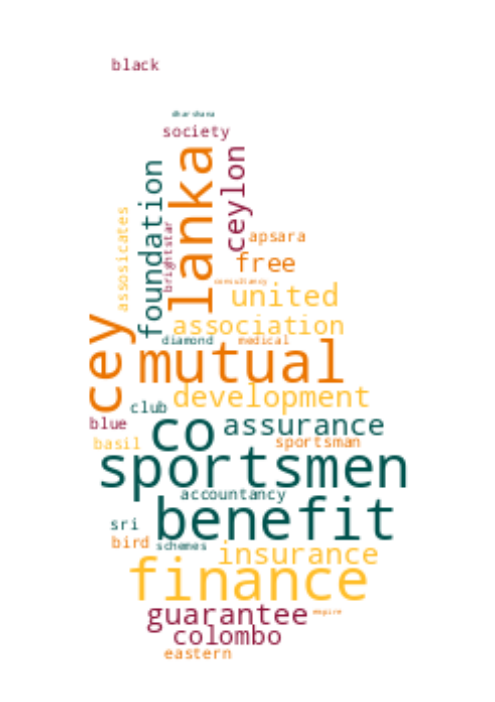 black
dharshana
society
lanka
ceylon
foundation
assosicates
brightstar
apsara
free
consultancy
united
association
cey
diamond
medical
mutual
development
club
blue
co
assurance
basil
sportsman
sportsmen
accountancy
benefit
sri
bird
schemes
insurance
finance
guarantee
empire
colombo
eastern